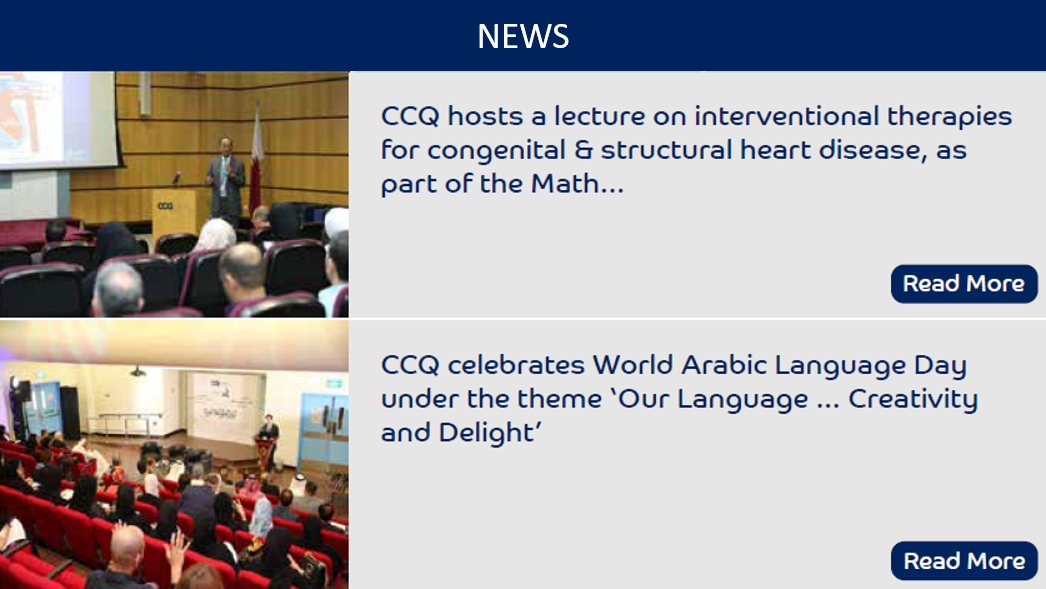 NEWS
CCQ hosts a lecture on interventional therapies
for congenital & structural heart disease, as
part of the Math...
CCQ
Read More
CCQ celebrates World Arabic Language Day
under the theme ‘Our Language ... Creativity
and Delight’
Read More